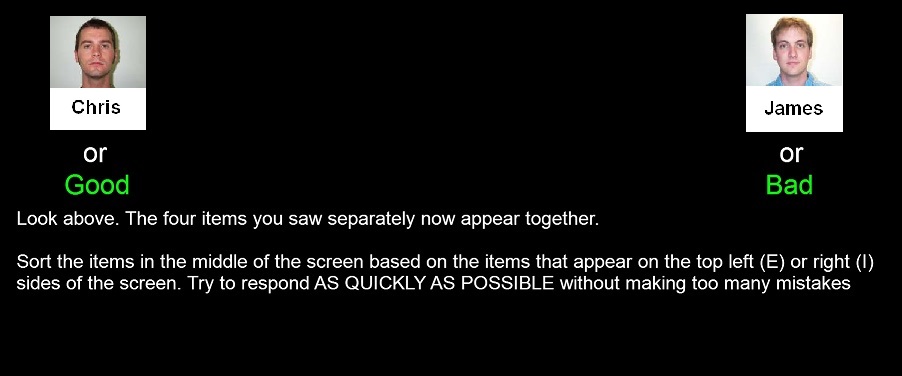 Chris
James
or
or
Good
Bad
Look above. The four items you saw separately now appear together.
Sort the items in the middle of the screen based on the items that appear on the top left (E) or right (I)
sides of the screen. Try to respond AS QUICKLY AS POSSIBLE without making too many mistakes